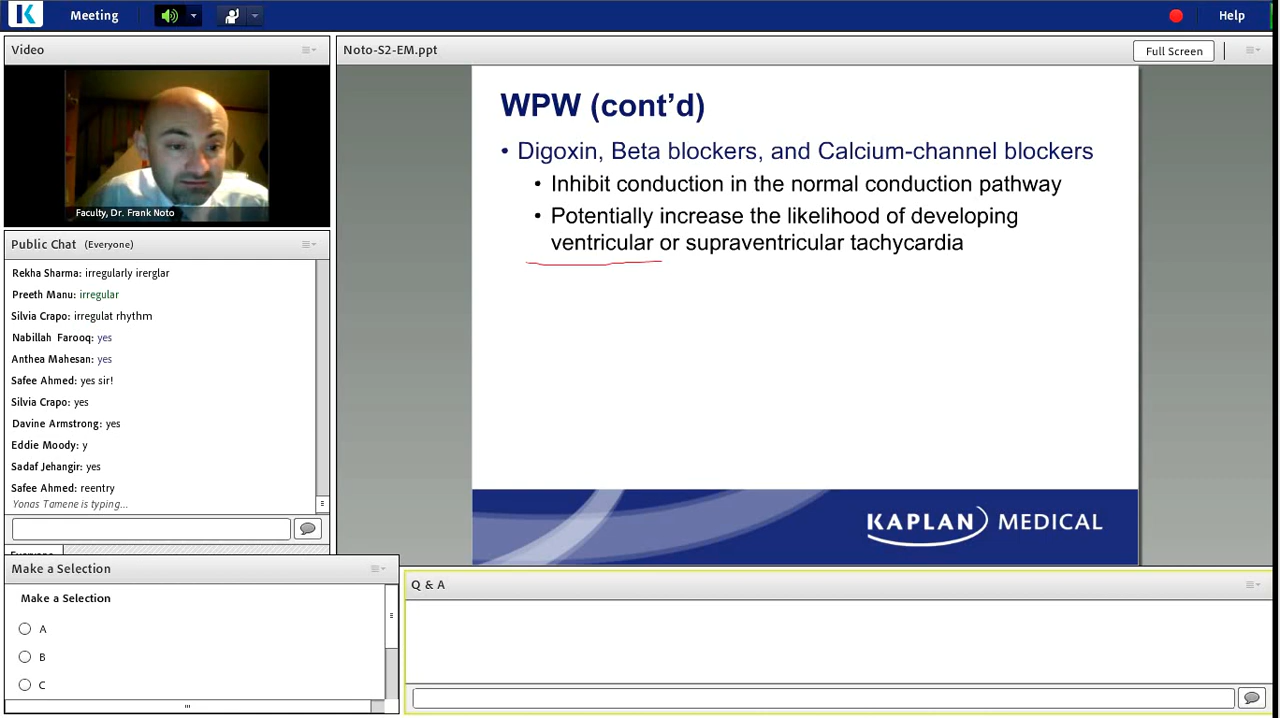 Meeting
Help
Video
Faculty, Dr. Frank Noto
Public Chat (Everyone)
Rekha Sharma: irregularly irerglar
Preeth Manu: irregular
Silvia Crapo: irregulat rhythm
Nabillah Farooq: yes
Anthea Mahesan: yes
Safee Ahmed: yes sir!
Silvia Crapo: yes
Davine Armstrong: yes
Eddie Moody: y
Sadaf Jehangir: yes
Safee Ahmed: reentry
Yonas Tamene is typing...
Everyone
Make a Selection
Make a Selection
A
B
C
Noto-S2-EM.ppt
Full Screen
WPW (cont’d)
• Digoxin, Beta blockers, and Calcium-channel blockers
• Inhibit conduction in the normal conduction pathway
• Potentially increase the likelihood of developing
ventricular or supraventricular tachycardia
KAPLAN MEDICAL
Q & A